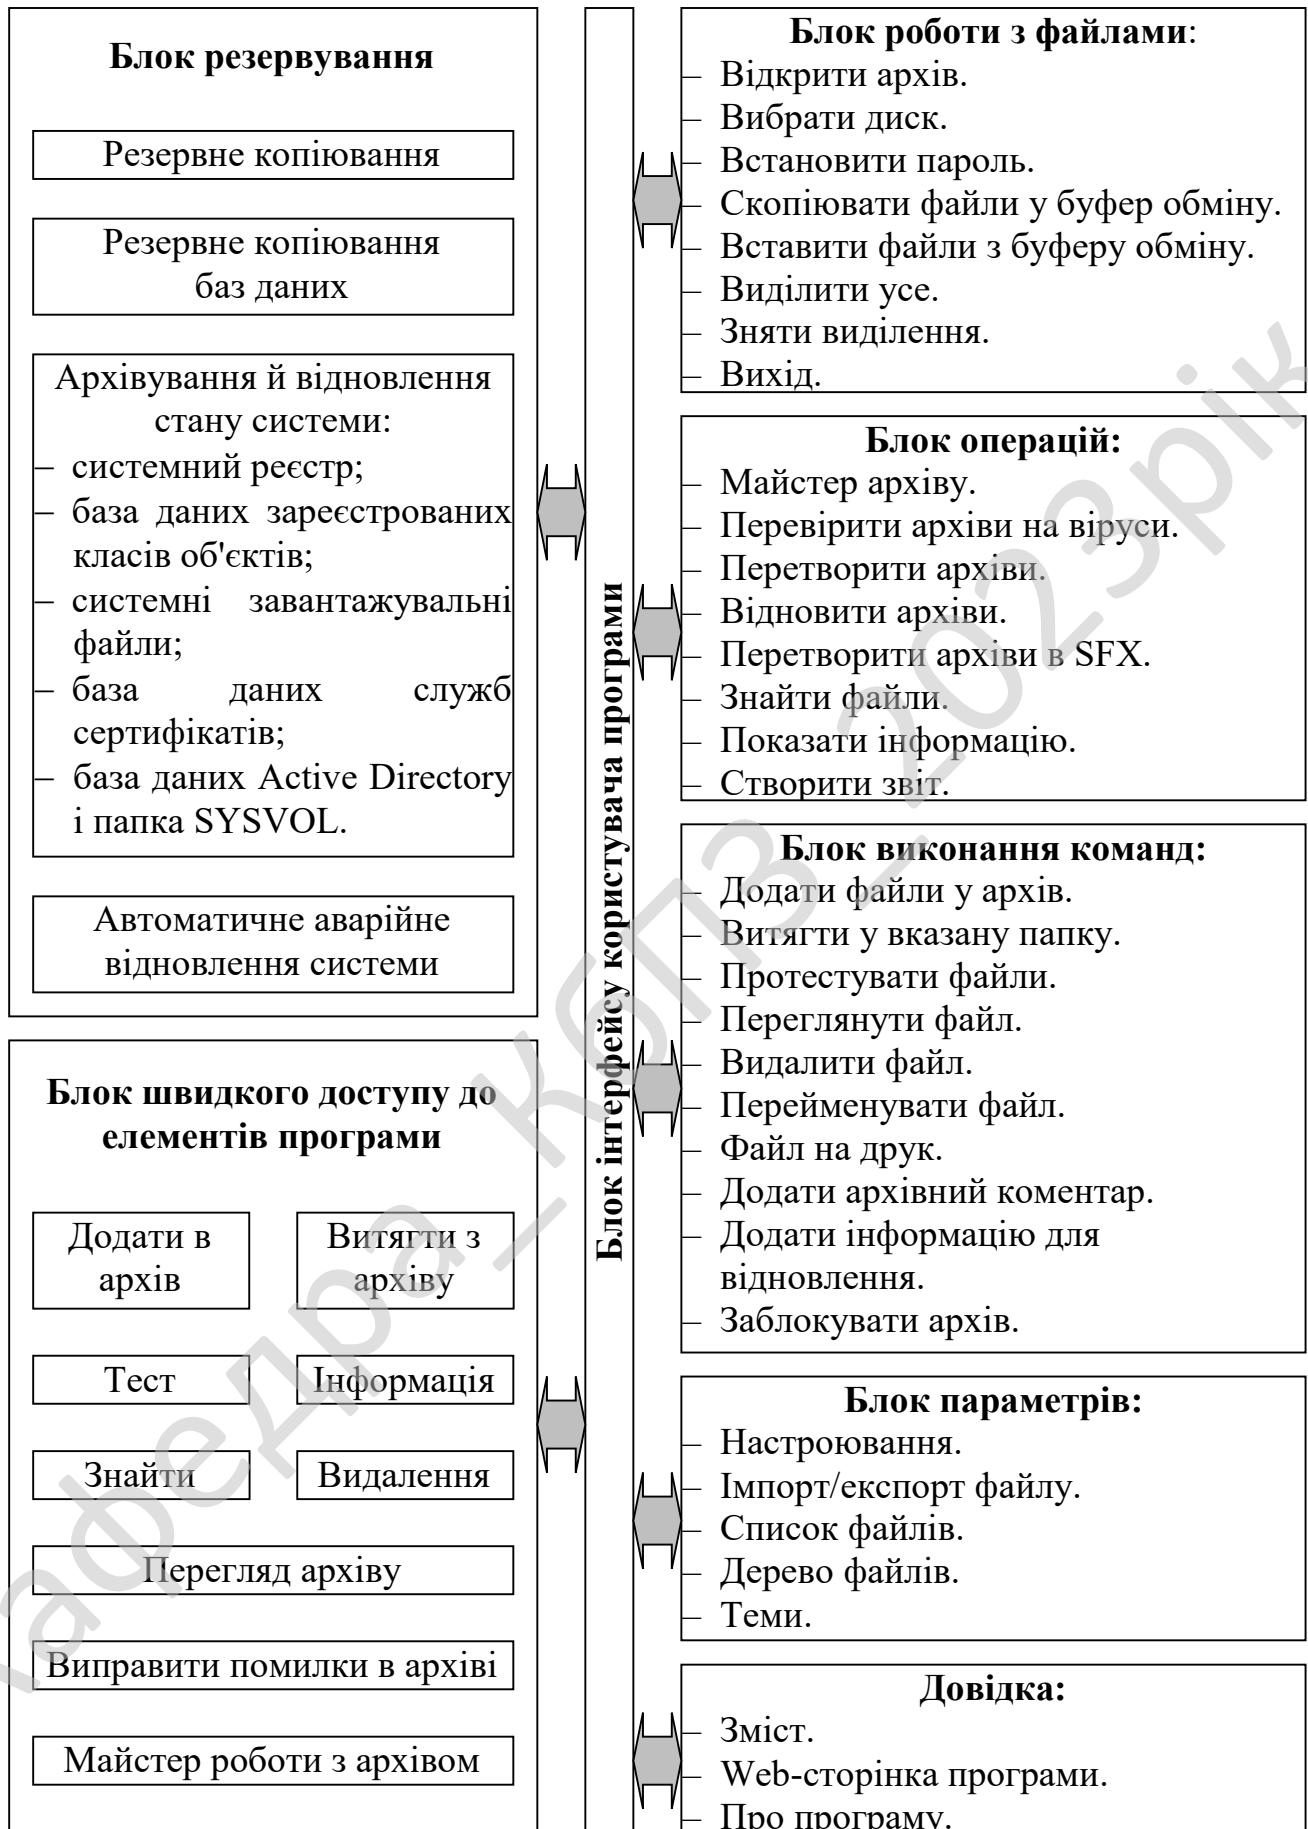 Блок резервування
Резервне копіювання
Резервне копіювання
баз даних
Архівування й відновлення
стану системи:
– системний реєстр;
– база даних зареєстрованих
класів об'єктів;
– системні завантажувальні
файли;
– база даних служб
сертифікатів;
– база даних Active Directory
і папка SYSVOL.
Автоматичне аварійне
відновлення системи
Блок швидкого доступу до
елементів програми
Додати в
архів
Витягти з
архіву
Тест
Інформація
Знайти
Видалення
Перегляд архіву
Виправити помилки в архіві
Майстер роботи з архівом
Блок інтерфейсу користувача програми
Блок роботи з файлами:
– Відкрити архів.
– Вибрати диск.
– Встановити пароль.
– Скопіювати файли у буфер обміну.
– Вставити файли з буферу обміну.
– Виділити усе.
– Зняти виділення.
– Вихід.
Блок операцій:
– Майстер архіву.
– Перевірити архіви на віруси.
– Перетворити архіви.
– Відновити архіви.
– Перетворити архіви в SFX.
– Знайти файли.
– Показати інформацію.
– Створити звіт.
Блок виконання команд:
– Додати файли у архів.
– Витягти у вказану папку.
– Протестувати файли.
– Переглянути файл.
– Видалити файл.
– Перейменувати файл.
– Файл на друк.
– Додати архівний коментар.
– Додати інформацію для
відновлення.
– Заблокувати архів.
Блок параметрів:
– Настроювання.
– Імпорт/експорт файлу.
– Список файлів.
– Дерево файлів.
– Теми.
Довідка:
– Зміст.
– Web-сторінка програми.
– Про програму.
кафедра_КбПЗ_2023рік